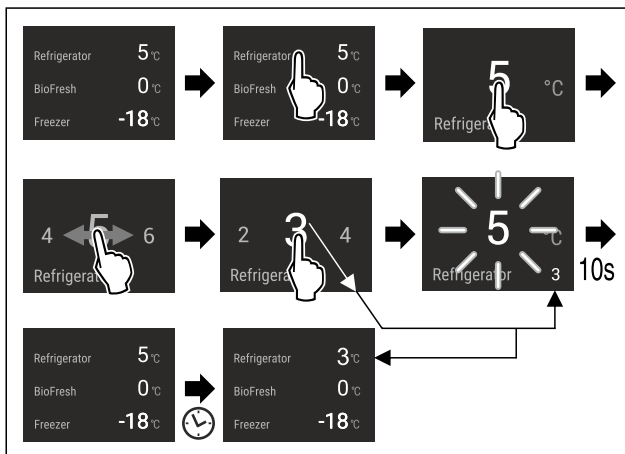 Refrigerator 5 °C
BioFresh 0 °C
Freezer -18 °C
Refrigerator 5 °C
BioFresh 0 °C
Freezer -18 °C
5 °C
4 5 6
2 3 4
5 °C
Refrigerator 3
10s
Refrigerator 5 °C
BioFresh 0 °C
Freezer -18 °C
Refrigerator 3 °C
BioFresh 0 °C
Freezer -18 °C